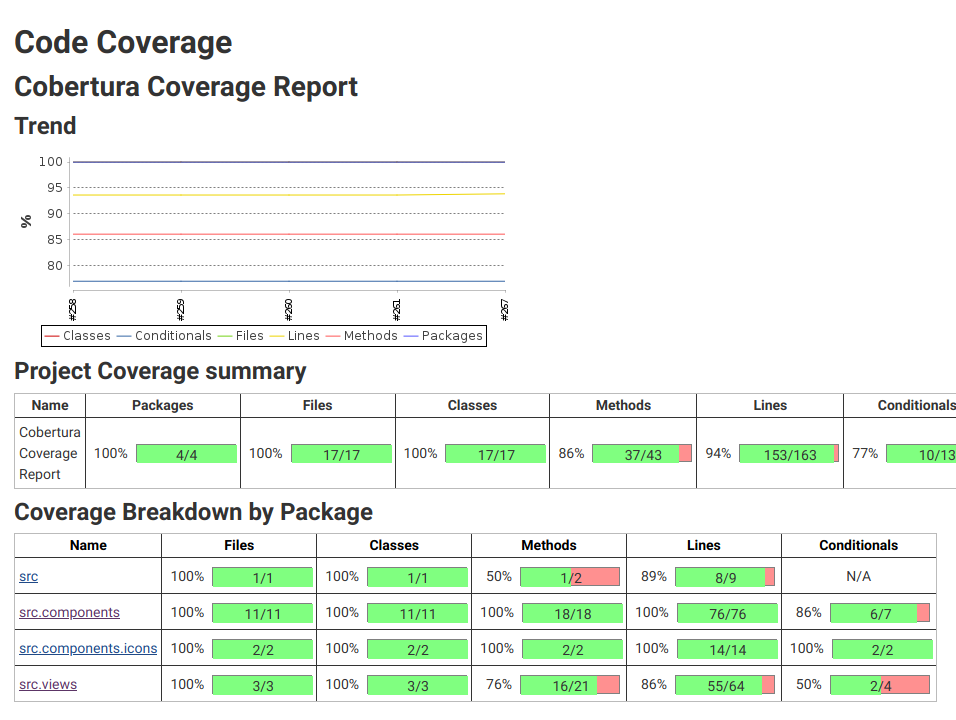 Code Coverage
Cobertura Coverage Report
Trend
100
95
90
85
80
%
#258 #259 #260 #261 #267
Classes Conditionals Files Lines Methods Packages
Project Coverage summary
Name Packages Files Classes Methods Lines Conditionals
Cobertura
Coverage 100% 4/4 100% 17/17 100% 17/17 86% 37/43 94% 153/163 77% 10/13
Report
Coverage Breakdown by Package
Name Files Classes Methods Lines Conditionals
src 100% 1/1 100% 1/1 50% 1/2 89% 8/9 N/A
src.components 100% 11/11 100% 11/11 100% 18/18 100% 76/76 86% 6/7
src.components.icons 100% 2/2 100% 2/2 100% 2/2 100% 14/14 100% 2/2
src.views 100% 3/3 100% 3/3 76% 16/21 86% 55/64 50% 2/4